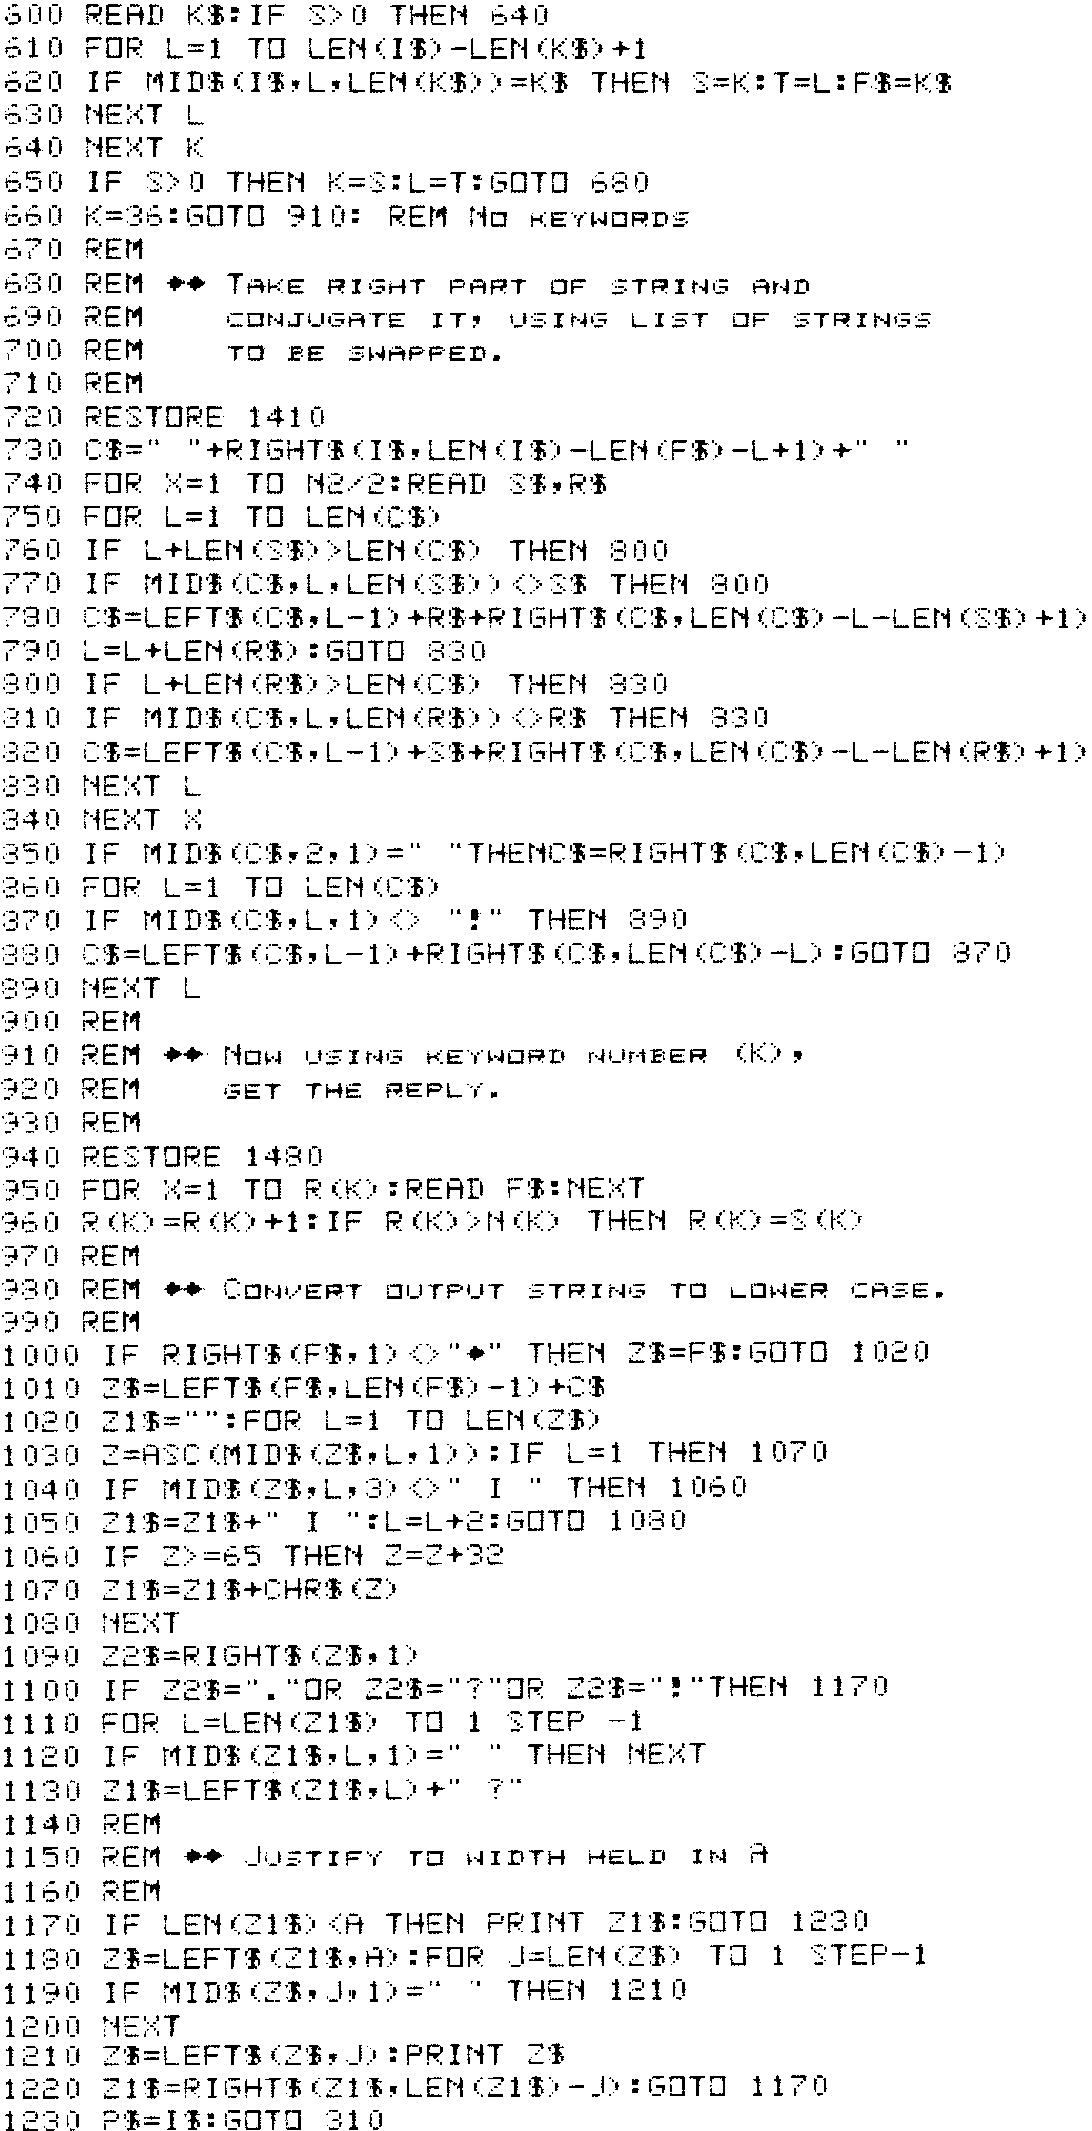 600 READ K$:IF S>0 THEN 640
610 FOR L=1 TO LEN(I$)-LEN(K$)+1
620 IF MID$(I$,L,LEN(K$))=K$ THEN S=K:T=L:F$=K$
630 NEXT L
640 NEXT K
650 IF S>0 THEN K=S:L=T:GOTO 680
660 K=36:GOTO 910: REM No KEYWORDS
670 REM
680 REM ** TAKE RIGHT PART OF STRING AND
690 REM    CONJUGATE IT, USING LIST OF STRINGS
700 REM    TO BE SWAPPED.
710 REM
720 RESTORE 1410
730 C$=" "+RIGHT$(I$,LEN(I$)-LEN(F$)-L+1)+" "
740 FOR X=1 TO N2/2:READ S$,R$
750 FOR L=1 TO LEN(C$)
760 IF L+LEN(S$)>LEN(C$) THEN 800
770 IF MID$(C$,L,LEN(S$))<>S$ THEN 800
780 C$=LEFT$(C$,L-1)+R$+RIGHT$(C$,LEN(C$)-L-LEN(S$)+1)
790 L=L+LEN(R$):GOTO 830
800 IF L+LEN(R$)>LEN(C$) THEN 830
810 IF MID$(C$,L,LEN(R$))<>R$ THEN 830
820 C$=LEFT$(C$,L-1)+S$+RIGHT$(C$,LEN(C$)-L-LEN(R$)+1)
830 NEXT L
840 NEXT X
850 IF MID$(C$,2,1)=" "THENC$=RIGHT$(C$,LEN(C$)-1)
860 FOR L=1 TO LEN(C$)
870 IF MID$(C$,L,1)<> "!" THEN 890
880 C$=LEFT$(C$,L-1)+RIGHT$(C$,LEN(C$)-L):GOTO 870
890 NEXT L
900 REM
910 REM ** NOW USING KEYWORD NUMBER (K),
920 REM    GET THE REPLY.
930 REM
940 RESTORE 1480
950 FOR X=1 TO R(K):READ F$:NEXT
960 R(K)=R(K)+1:IF R(K)>N(K) THEN R(K)=S(K)
970 REM
980 REM ** CONVERT OUTPUT STRING TO LOWER CASE.
990 REM
1000 IF RIGHT$(F$,1)<>"*" THEN Z$=F$:GOTO 1020
1010 Z$=LEFT$(F$,LEN(F$)-1)+C$
1020 Z1$="":FOR L=1 TO LEN(Z$)
1030 Z=ASC(MID$(Z$,L,1)):IF L=1 THEN 1070
1040 IF MID$(Z$,L,3)<>" I " THEN 1060
1050 Z1$=Z1$+" I ":L=L+2:GOTO 1080
1060 IF Z>=65 THEN Z=Z+32
1070 Z1$=Z1$+CHR$(Z)
1080 NEXT
1090 Z2$=RIGHT$(Z$,1)
1100 IF Z2$="."OR Z2$="?"OR Z2$="!"THEN 1170
1110 FOR L=LEN(Z1$) TO 1 STEP -1
1120 IF MID$(Z1$,L,1)=" " THEN NEXT
1130 Z1$=LEFT$(Z1$,L)+" ?"
1140 REM
1150 REM ** JUSTIFY TO WIDTH HELD IN A
1160 REM
1170 IF LEN(Z1$)<A THEN PRINT Z1$:GOTO 1230
1180 Z$=LEFT$(Z1$,A):FOR J=LEN(Z$) TO 1 STEP-1
1190 IF MID$(Z$,J,1)=" " THEN 1210
1200 NEXT
1210 Z$=LEFT$(Z$,J):PRINT Z$
1220 Z1$=RIGHT$(Z1$,LEN(Z1$)-J):GOTO 1170
1230 P$=I$:GOTO 310